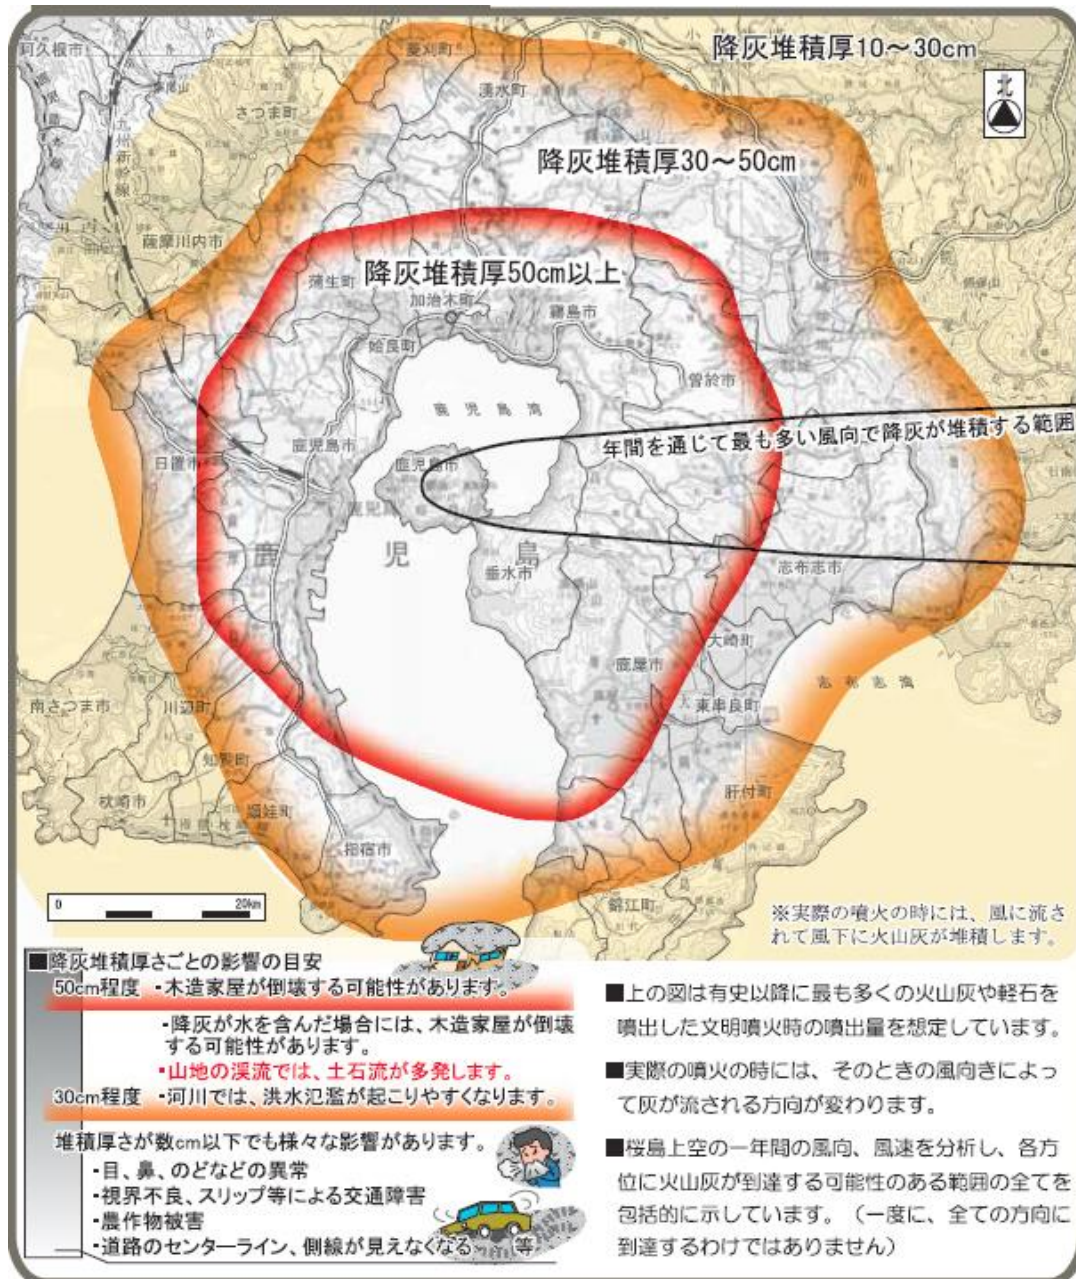 降灰堆積厚10～30cm
北
阿久根市
菱刈町
湧水町
さつま町
九州新幹線
降灰堆積厚30～50cm
薩摩川内市
降灰堆積厚50cm以上
蒲生町
加治木町
霧島市
姶良町
曽於市
鹿児島湾
年間を通じて最も多い風向で降灰が堆積する範囲
鹿児島市
日置市
鹿児島市
鹿児島
垂水市
志布志市
大崎町
鹿屋市
志布志湾
東串良町
南さつま市
川辺町
知覧町
肝付町
枕崎市
頴娃町
指宿市
錦江町
0 20km
※実際の噴火の時には、風に流さ
れて風下に火山灰が堆積します。
■降灰堆積厚さごとの影響の目安
50cm程度 ・木造家屋が倒壊する可能性があります。
・降灰が水を含んだ場合には、木造家屋が倒壊
する可能性があります。
・山地の渓流では、土石流が多発します。
30cm程度 ・河川では、洪水氾濫が起こりやすくなります。
堆積厚さが数cm以下でも様々な影響があります。
・目、鼻、のどなどの異常
・視界不良、スリップ等による交通障害
・農作物被害
・道路のセンターライン、側線が見えなくなる 等
■上の図は有史以降に最も多くの火山灰や軽石を
噴出した文明噴火時の噴出量を想定しています。
■実際の噴火の時には、そのときの風向きによっ
て灰が流される方向が変わります。
■桜島上空の一年間の風向、風速を分析し、各方
位に火山灰が到達する可能性のある範囲の全てを
包括的に示しています。（一度に、全ての方向に
到達するわけではありません）